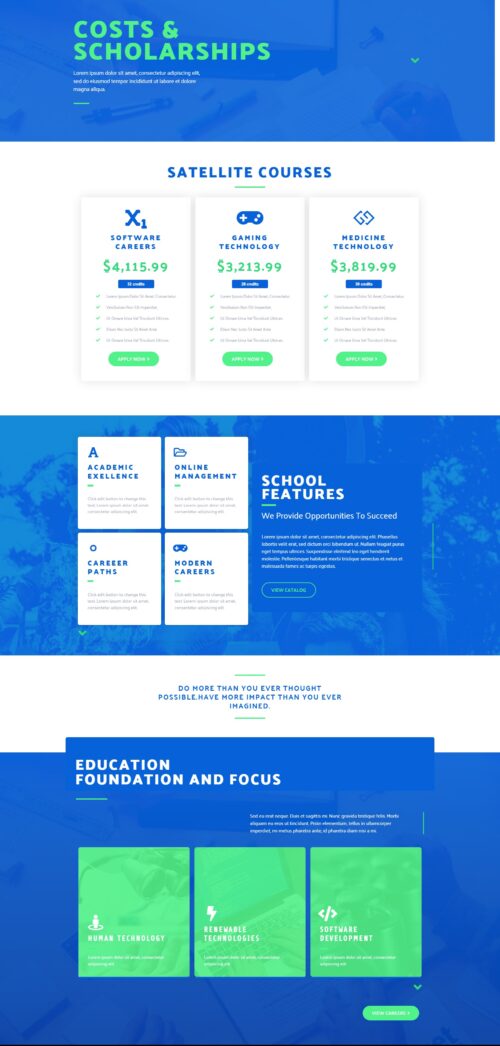 COSTS &
SCHOLARSHIPS
Lorem ipsum dolor sit amet, consectetur adipiscing elit,
sed do eiusmod tempor incididunt ut labore et dolore
magna aliqua.
SATELLITE COURSES
X1
SOFTWARE
CAREERS
$4,115.99
32 credits
Lorem Ipsum Dolor Sit Amet, Consectetur
Vestibulum Non Elit Imperdiet,
Ut Ornare Urna Vel Tincidunt Ultrices.
Etiam Nec Justo Sit Amet Ante
Ut Ornare Urna Vel Tincidunt Ultrices.
APPLY NOW >
GAMING
TECHNOLOGY
$3,213.99
28 credits
Lorem Ipsum Dolor Sit Amet, Consectetur
Vestibulum Non Elit Imperdiet,
Ut Ornare Urna Vel Tincidunt Ultrices.
Etiam Nec Justo Sit Amet Ante
Ut Ornare Urna Vel Tincidunt Ultrices.
APPLY NOW >
MEDICINE
TECHNOLOGY
$3,819.99
Lorem Ipsum Dolor Sit Amet, Consectetur
Vestibulum Non Elit Imperdiet,
Ut Ornare Urna Vel Tincidunt Ultrices.
Etiam Nec Justo Sit Amet Ante
Ut Ornare Urna Vel Tincidunt Ultrices.
APPLY NOW >
A
ACADEMIC
EXELLENCE
Click edit button to change this
text. Lorem ipsum dolor sit amet
consectetur adipiscing elit
ONLINE
MANAGEMENT
Click edit button to change this
text. Lorem ipsum dolor sit amet
consectetur adipiscing elit
CAREEER
PATHS
Click edit button to change this
text. Lorem ipsum dolor sit amet
consectetur adipiscing elit
MODERN
CAREERS
Click edit button to change this
text. Lorem ipsum dolor sit amet
consectetur adipiscing elit
SCHOOL
FEATURES
We Provide Opportunities To Succeed
Lorem ipsum dolor sit amet, consectetur adipiscing elit. Phasellus
lobortis velit erat, sed dictum orci bibendum ut. Nullam feugiat purus
eget tempus ultrices. Suspendisse eleifend leo eget hendrerit
molestie. Pellentesque habitant morbi tristique senectus et netus et
malesuada fames ac turpis egestas.
VIEW CATALOG
DO MORE THAN YOU EVER THOUGHT
POSSIBLE.HAVE MORE IMPACT THAN YOU EVER
IMAGINED.
EDUCATION
FOUNDATION AND FOCUS
Sed eu erat neque. Duis et sagittis mi. Nunc gravida tristique felis. Morbi
aliquam eu eros ut tincidunt. Proin elementum, tellus in ullamcorper
imperdiet, mi metus pharetra ante, id pharetra diam nisi a mi.
HUMAN TECHNOLOGY
Lorem ipsum dolor sit amet, consectetur
adipiscing elit
RENEWABLE
TECHNOLOGIES
Lorem ipsum dolor sit amet, consectetur
adipiscing elit
SOFTWARE
DEVELOPMENT
Lorem ipsum dolor sit amet, consectetur
adipiscing elit
VIEW CAREERS >